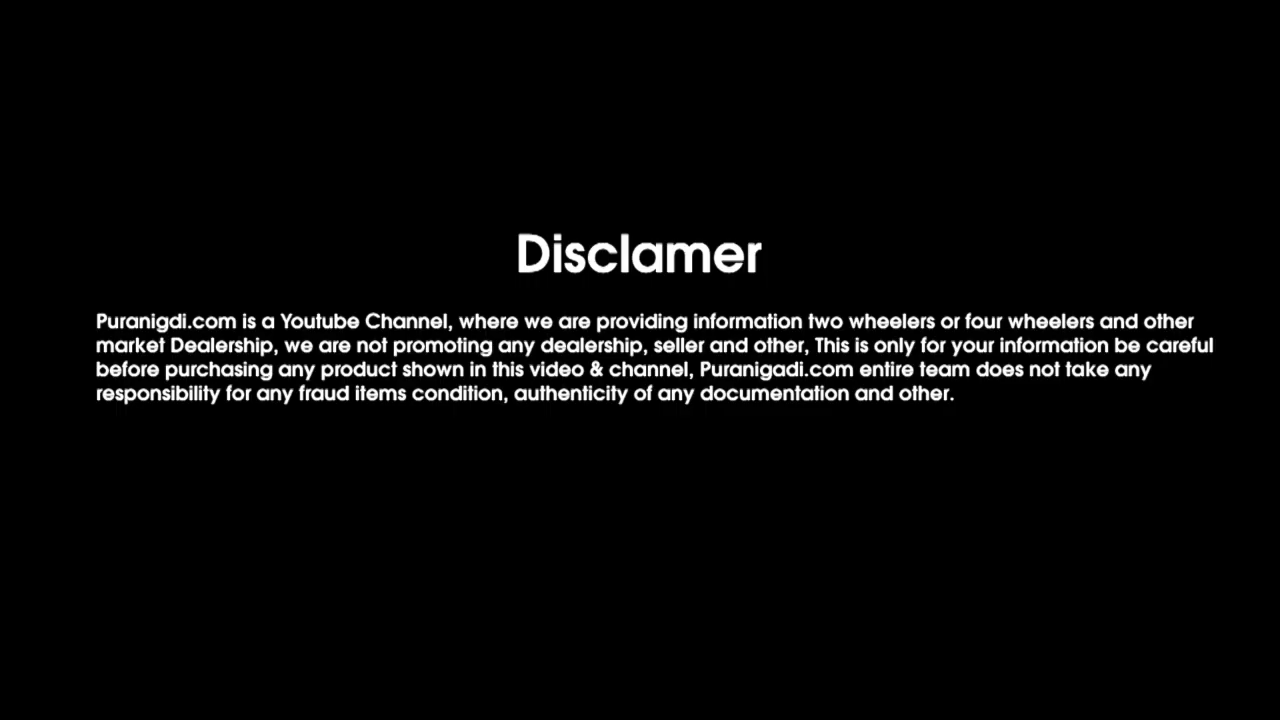 Disclamer
Puranigdi.com is a Youtube Channel, where we are providing information two wheelers or four wheelers and other
market Dealership, we are not promoting any dealership, seller and other, This is only for your information be careful
before purchasing any product shown in this video & channel, Puranigadi.com entire team does not take any
responsibility for any fraud items condition, authenticity of any documentation and other.